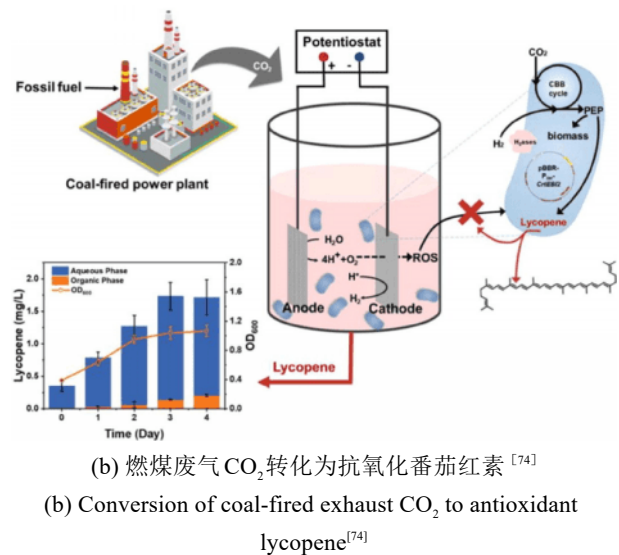 Potentiostat
+ -
CO₂
Fossil fuel
Coal-fired power plant
CO₂
CBB
cycle
PEP
biomass
H₂
H₂ases
pBBR-
Lycopene
H₂O
4H⁺+O₂
ROS
H⁺
H₂
Anode
Cathode
Lycopene
Aqueous Phase
Organic Phase
OD₆₀₀
Lycopene (mg/L)
2.0
1.5
1.0
0.5
0.0
OD₆₀₀
2.0
1.6
1.2
0.8
0.4
0.0
0 1 2 3 4
Time (Day)
(b) 燃煤废气CO₂转化为抗氧化番茄红素[74]
(b) Conversion of coal-fired exhaust CO₂ to antioxidant
lycopene[74]